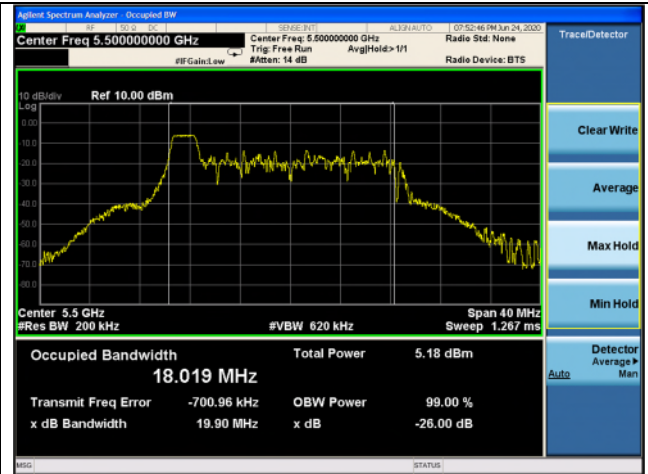 Agilent Spectrum Analyzer - Occupied BW
RF 50 Ω DC SENSE:INT ALIGN AUTO 07:52:46 PM Jun 24, 2020
Center Freq 5.500000000 GHz
Center Freq: 5.500000000 GHz
Radio Std: None
Trig: Free Run Avg|Hold:>1/1
#IFGain:Low #Atten: 14 dB Radio Device: BTS
Trace/Detector
10 dB/div Ref 10.00 dBm
Log
0.00
-10.0
-20.0
-30.0
-40.0
-50.0
-60.0
-70.0
-80.0
Clear Write
Average
Max Hold
Min Hold
Center 5.5 GHz Span 40 MHz
#Res BW 200 kHz #VBW 620 kHz Sweep 1.267 ms
Detector
Average
Auto Man
Occupied Bandwidth Total Power 5.18 dBm
18.019 MHz
Transmit Freq Error -700.96 kHz OBW Power 99.00 %
x dB Bandwidth 19.90 MHz x dB -26.00 dB
MSG STATUS